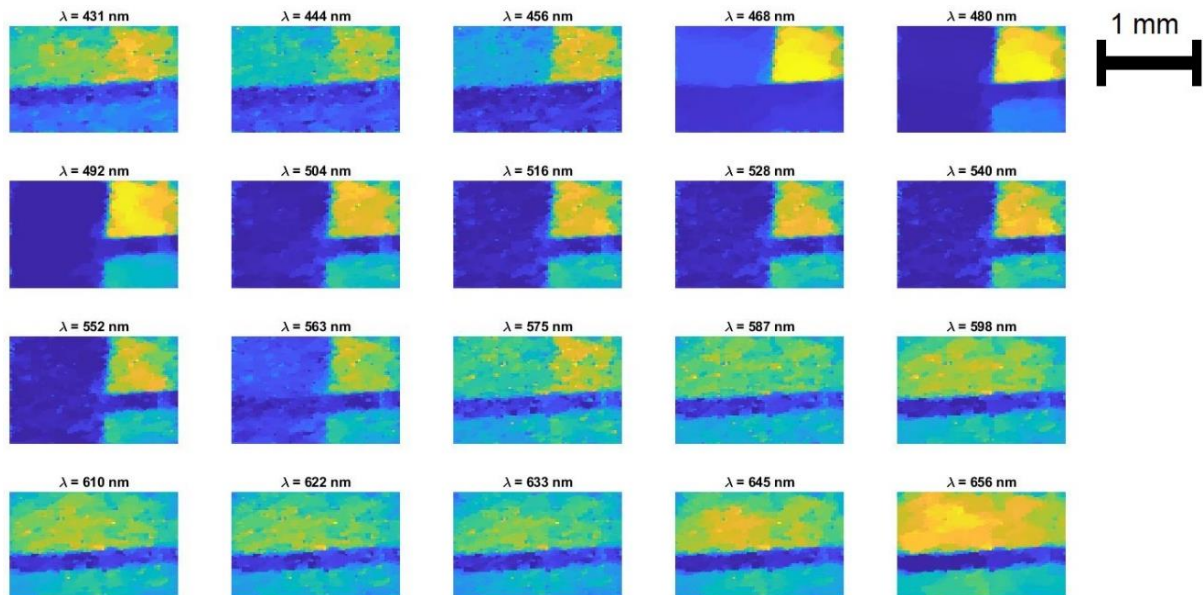 λ = 431 nm
λ = 444 nm
λ = 456 nm
λ = 468 nm
λ = 480 nm
1 mm
λ = 492 nm
λ = 504 nm
λ = 516 nm
λ = 528 nm
λ = 540 nm
λ = 552 nm
λ = 563 nm
λ = 575 nm
λ = 587 nm
λ = 598 nm
λ = 610 nm
λ = 622 nm
λ = 633 nm
λ = 645 nm
λ = 656 nm